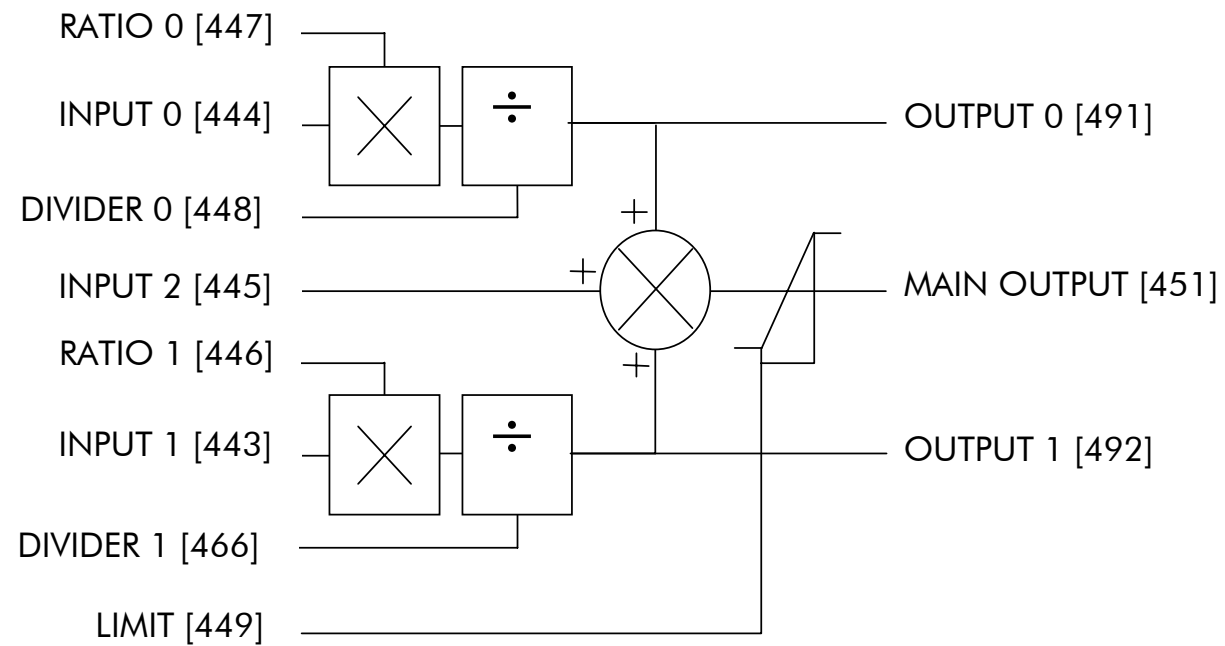 RATIO 0 [447]
INPUT 0 [444]
OUTPUT 0 [491]
DIVIDER 0 [448]
INPUT 2 [445]
MAIN OUTPUT [451]
RATIO 1 [446]
INPUT 1 [443]
OUTPUT 1 [492]
DIVIDER 1 [466]
LIMIT [449]